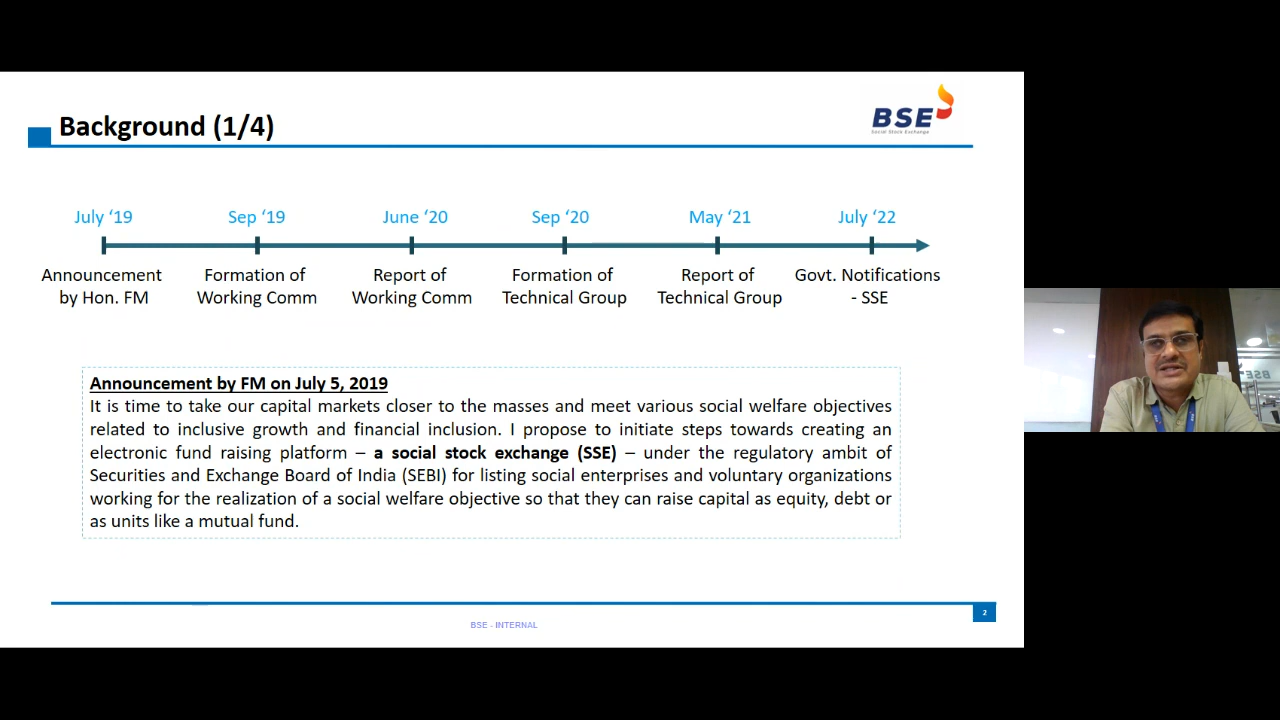 Background (1/4)
BSE
Social Stock Exchange
July ‘19
Sep ‘19
June ‘20
Sep ‘20
May ‘21
July ‘22
Announcement
by Hon. FM
Formation of
Working Comm
Report of
Working Comm
Formation of
Technical Group
Report of
Technical Group
Govt. Notifications
- SSE
Announcement by FM on July 5, 2019
It is time to take our capital markets closer to the masses and meet various social welfare objectives
related to inclusive growth and financial inclusion. I propose to initiate steps towards creating an
electronic fund raising platform – a social stock exchange (SSE) – under the regulatory ambit of
Securities and Exchange Board of India (SEBI) for listing social enterprises and voluntary organizations
working for the realization of a social welfare objective so that they can raise capital as equity, debt or
as units like a mutual fund.
2
BSE - INTERNAL
BSE